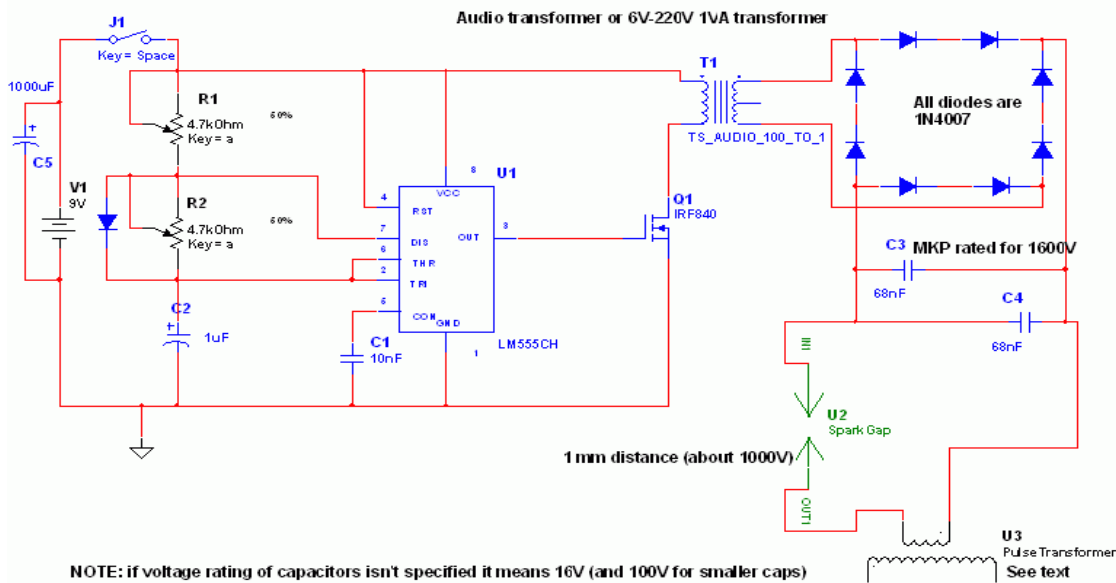 Audio transformer or 6V-220V 1VA transformer
J1
Key = Space
1000uF
C5
V1
9V
R1
4.7kOhm
Key = a
50%
R2
4.7kOhm
Key = a
50%
C2
1uF
U1
8
VCC
4
RST
7
DIS
OUT
3
6
THR
2
TRI
5
CON
GND
1
LM555CH
C1
10nF
T1
TS_AUDIO_100_TO_1
Q1
IRF840
All diodes are
1N4007
C3
MKP rated for 1600V
68nF
C4
68nF
IN1
U2
Spark Gap
1 mm distance (about 1000V)
OUT1
U3
Pulse Transformer
See text
NOTE: if voltage rating of capacitors isn't specified it means 16V (and 100V for smaller caps)